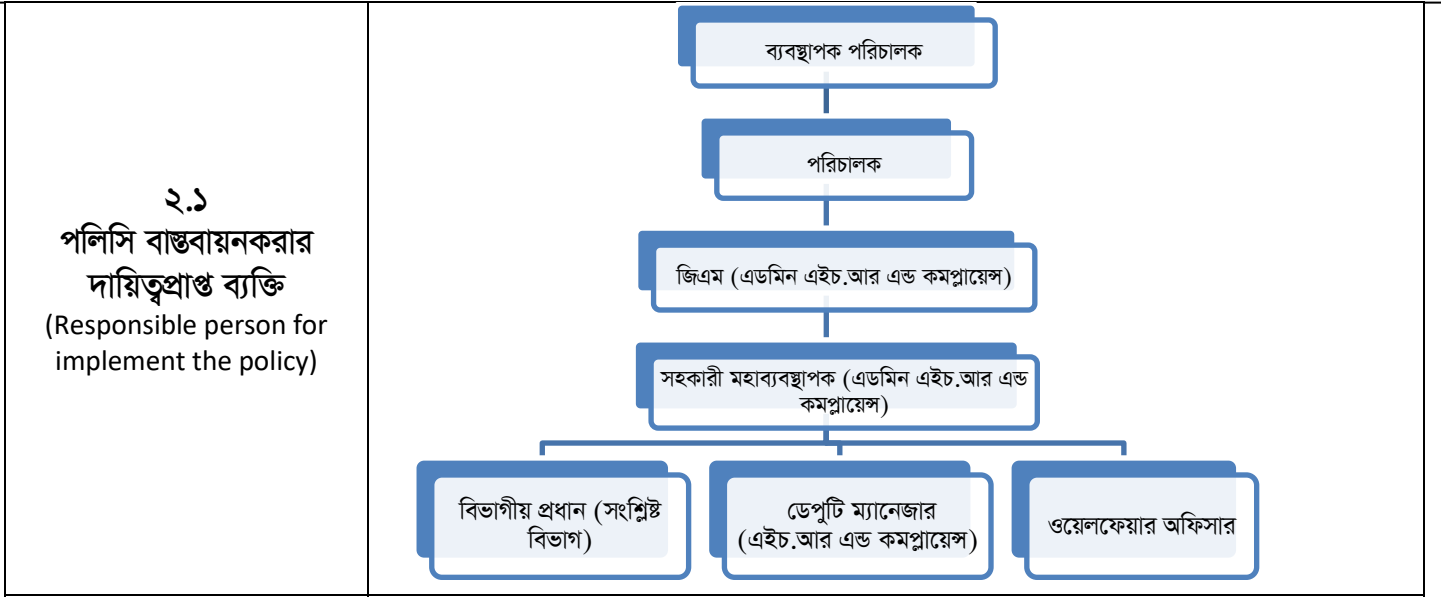 ২.১
পলিসি বাস্তবায়নকরার
দায়িত্বপ্রাপ্ত ব্যক্তি
(Responsible person for
implement the policy)
ব্যবস্থাপক পরিচালক
পরিচালক
জিএম (এডমিন এইচ.আর এন্ড কমপ্লায়েন্স)
সহকারী মহাব্যবস্থাপক (এডমিন এইচ.আর এন্ড
কমপ্লায়েন্স)
বিভাগীয় প্রধান (সংশ্লিষ্ট
বিভাগ)
ডেপুটি ম্যানেজার
(এইচ.আর এন্ড কমপ্লায়েন্স)
ওয়েলফেয়ার অফিসার